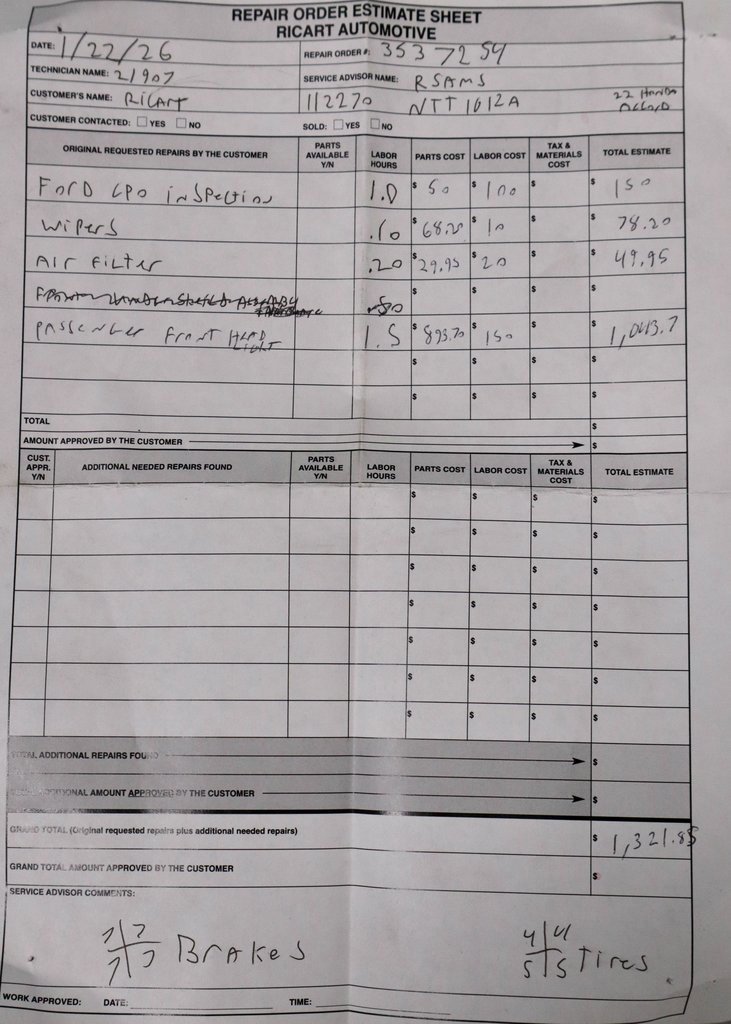 REPAIR ORDER ESTIMATE SHEET
RICART AUTOMOTIVE
DATE: 1/22/26 REPAIR ORDER #: 3537254
TECHNICIAN NAME: 21907 SERVICE ADVISOR NAME: RSAMS
CUSTOMER'S NAME: RICART 112270 NTT1612A 22 HONDA ACCORD
CUSTOMER CONTACTED: YES NO SOLD: YES NO
ORIGINAL REQUESTED REPAIRS BY THE CUSTOMER PARTS AVAILABLE Y/N LABOR HOURS PARTS COST LABOR COST TAX & MATERIALS COST TOTAL ESTIMATE
Ford CPO inspection 1.0 $ 50 $ 100 $ $ 150
Wipers .10 $ 68.20 $ 10 $ $ 78.20
AIR FILTER .20 $ 29.95 $ 20 $ $ 49.95
$ $ $ $
PASSENGER FRONT HEAD LIGHT 1.5 $ 893.70 $ 150 $ $ 1,043.7
$ $ $ $
$ $ $ $
TOTAL $
AMOUNT APPROVED BY THE CUSTOMER $
CUST. APPR. Y/N ADDITIONAL NEEDED REPAIRS FOUND PARTS AVAILABLE Y/N LABOR HOURS PARTS COST LABOR COST TAX & MATERIALS COST TOTAL ESTIMATE
$ $ $ $
$ $ $ $
$ $ $ $
$ $ $ $
$ $ $ $
$ $ $ $
$ $ $ $
TOTAL ADDITIONAL REPAIRS FOUND $
ADDITIONAL AMOUNT APPROVED BY THE CUSTOMER $
GRAND TOTAL (Original requested repairs plus additional needed repairs) $ 1,321.85
GRAND TOTAL AMOUNT APPROVED BY THE CUSTOMER $
SERVICE ADVISOR COMMENTS:
7 7 4 4
7 7 Brakes 5 5 Tires
WORK APPROVED: DATE: TIME: